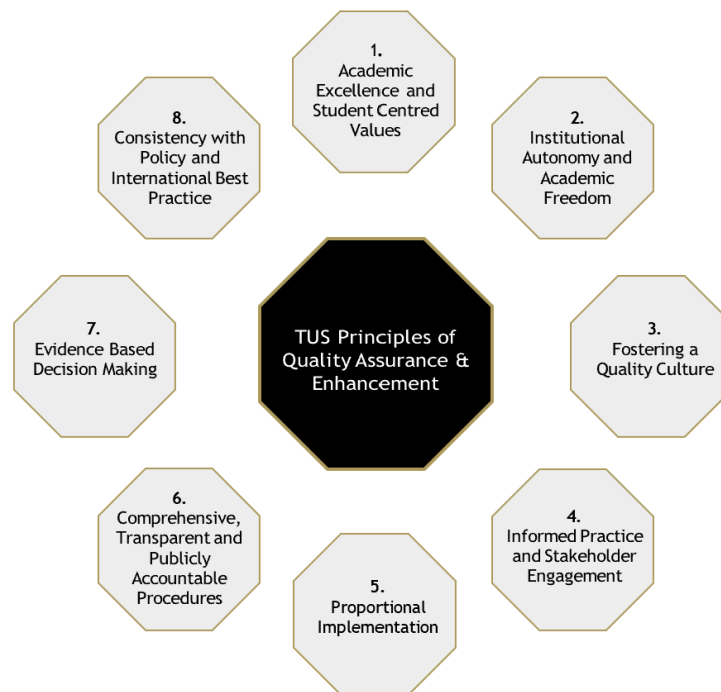 1.
Academic
Excellence and
Student Centred
Values
2.
Institutional
Autonomy and
Academic
Freedom
3.
Fostering a
Quality Culture
4.
Informed Practice
and Stakeholder
Engagement
5.
Proportional
Implementation
6.
Comprehensive,
Transparent and
Publicly
Accountable
Procedures
7.
Evidence Based
Decision Making
8.
Consistency with
Policy and
International Best
Practice
TUS Principles of
Quality Assurance &
Enhancement